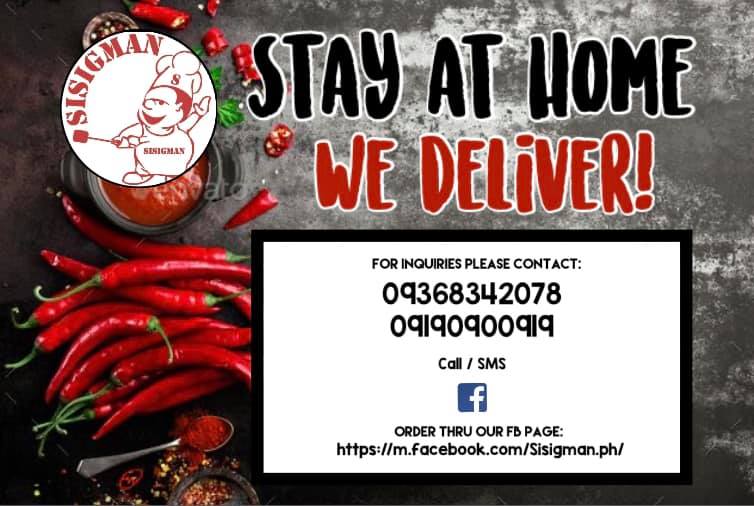 SISIGMAN
S
SISIGMAN
STAY AT HOME
WE DELIVER!
FOR INQUIRIES PLEASE CONTACT:
09368342078
09190900919
Call / SMS
f
ORDER THRU OUR FB PAGE:
https://m.facebook.com/Sisigman.ph/